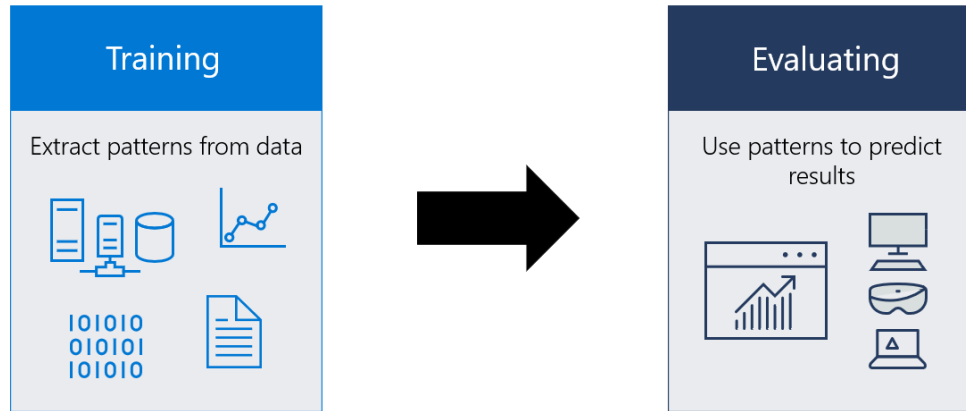 Training
Extract patterns from data
101010
010101
101010
Evaluating
Use patterns to predict
results